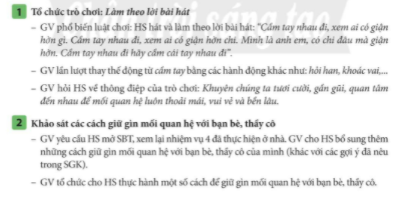 1 Tổ chức trò chơi: Làm theo lời bài hát
– GV phổ biến luật chơi: HS hát và làm theo lời bài hát: "Cầm tay nhau đi, xem ai có giận
hờn gì. Cầm tay nhau đi, xem ai có giận hờn chi. Mình là anh em, có chi đâu mà giận
hờn. Cầm tay nhau đi hãy cầm cái tay nhau đi".
– GV lần lượt thay thế động từ cầm tay bằng các hành động khác như: hỏi han, khoác vai,...
– GV hỏi HS về thông điệp của trò chơi: Khuyên chúng ta tươi cười, gần gũi, quan tâm
đến nhau để mối quan hệ luôn thoải mái, vui vẻ và bền lâu.
2 Khảo sát các cách giữ gìn mối quan hệ với bạn bè, thầy cô
– GV yêu cầu HS mở SBT, xem lại nhiệm vụ 4 đã thực hiện ở nhà. GV cho HS bổ sung thêm
những cách giữ gìn mối quan hệ với bạn bè, thầy cô của mình (khác với các gợi ý đã nêu
trong SGK).
– GV tổ chức cho HS thực hành một số cách để giữ gìn mối quan hệ với bạn bè, thầy cô.